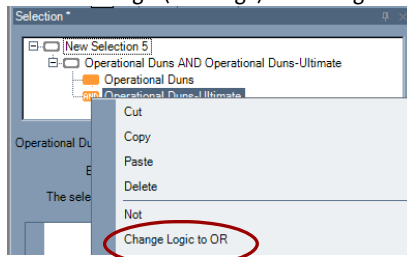 Selection *
New Selection 5
Operational Duns AND Operational Duns-Ultimate
Operational Duns
AND Operational Duns-Ultimate
Cut
Operational Du
Copy
E
Paste
The sele
Delete
Not
Change Logic to OR